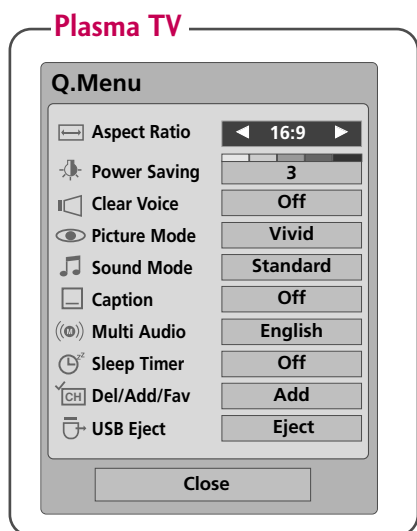 Plasma TV
Q.Menu
Aspect Ratio ◀ 16:9 ▶
Power Saving 3
Clear Voice Off
Picture Mode Vivid
Sound Mode Standard
Caption Off
Multi Audio English
Sleep Timer Off
CH Del/Add/Fav Add
USB Eject Eject
Close